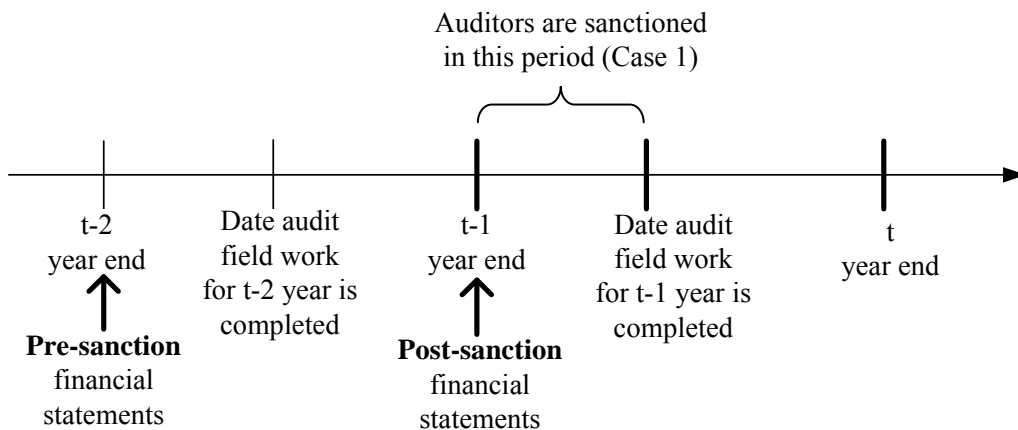 Auditors are sanctioned
in this period (Case 1)
t-2
year end
Date audit
field work
for t-2 year is
completed
t-1
year end
Date audit
field work
for t-1 year is
completed
t
year end
Pre-sanction
financial
statements
Post-sanction
financial
statements